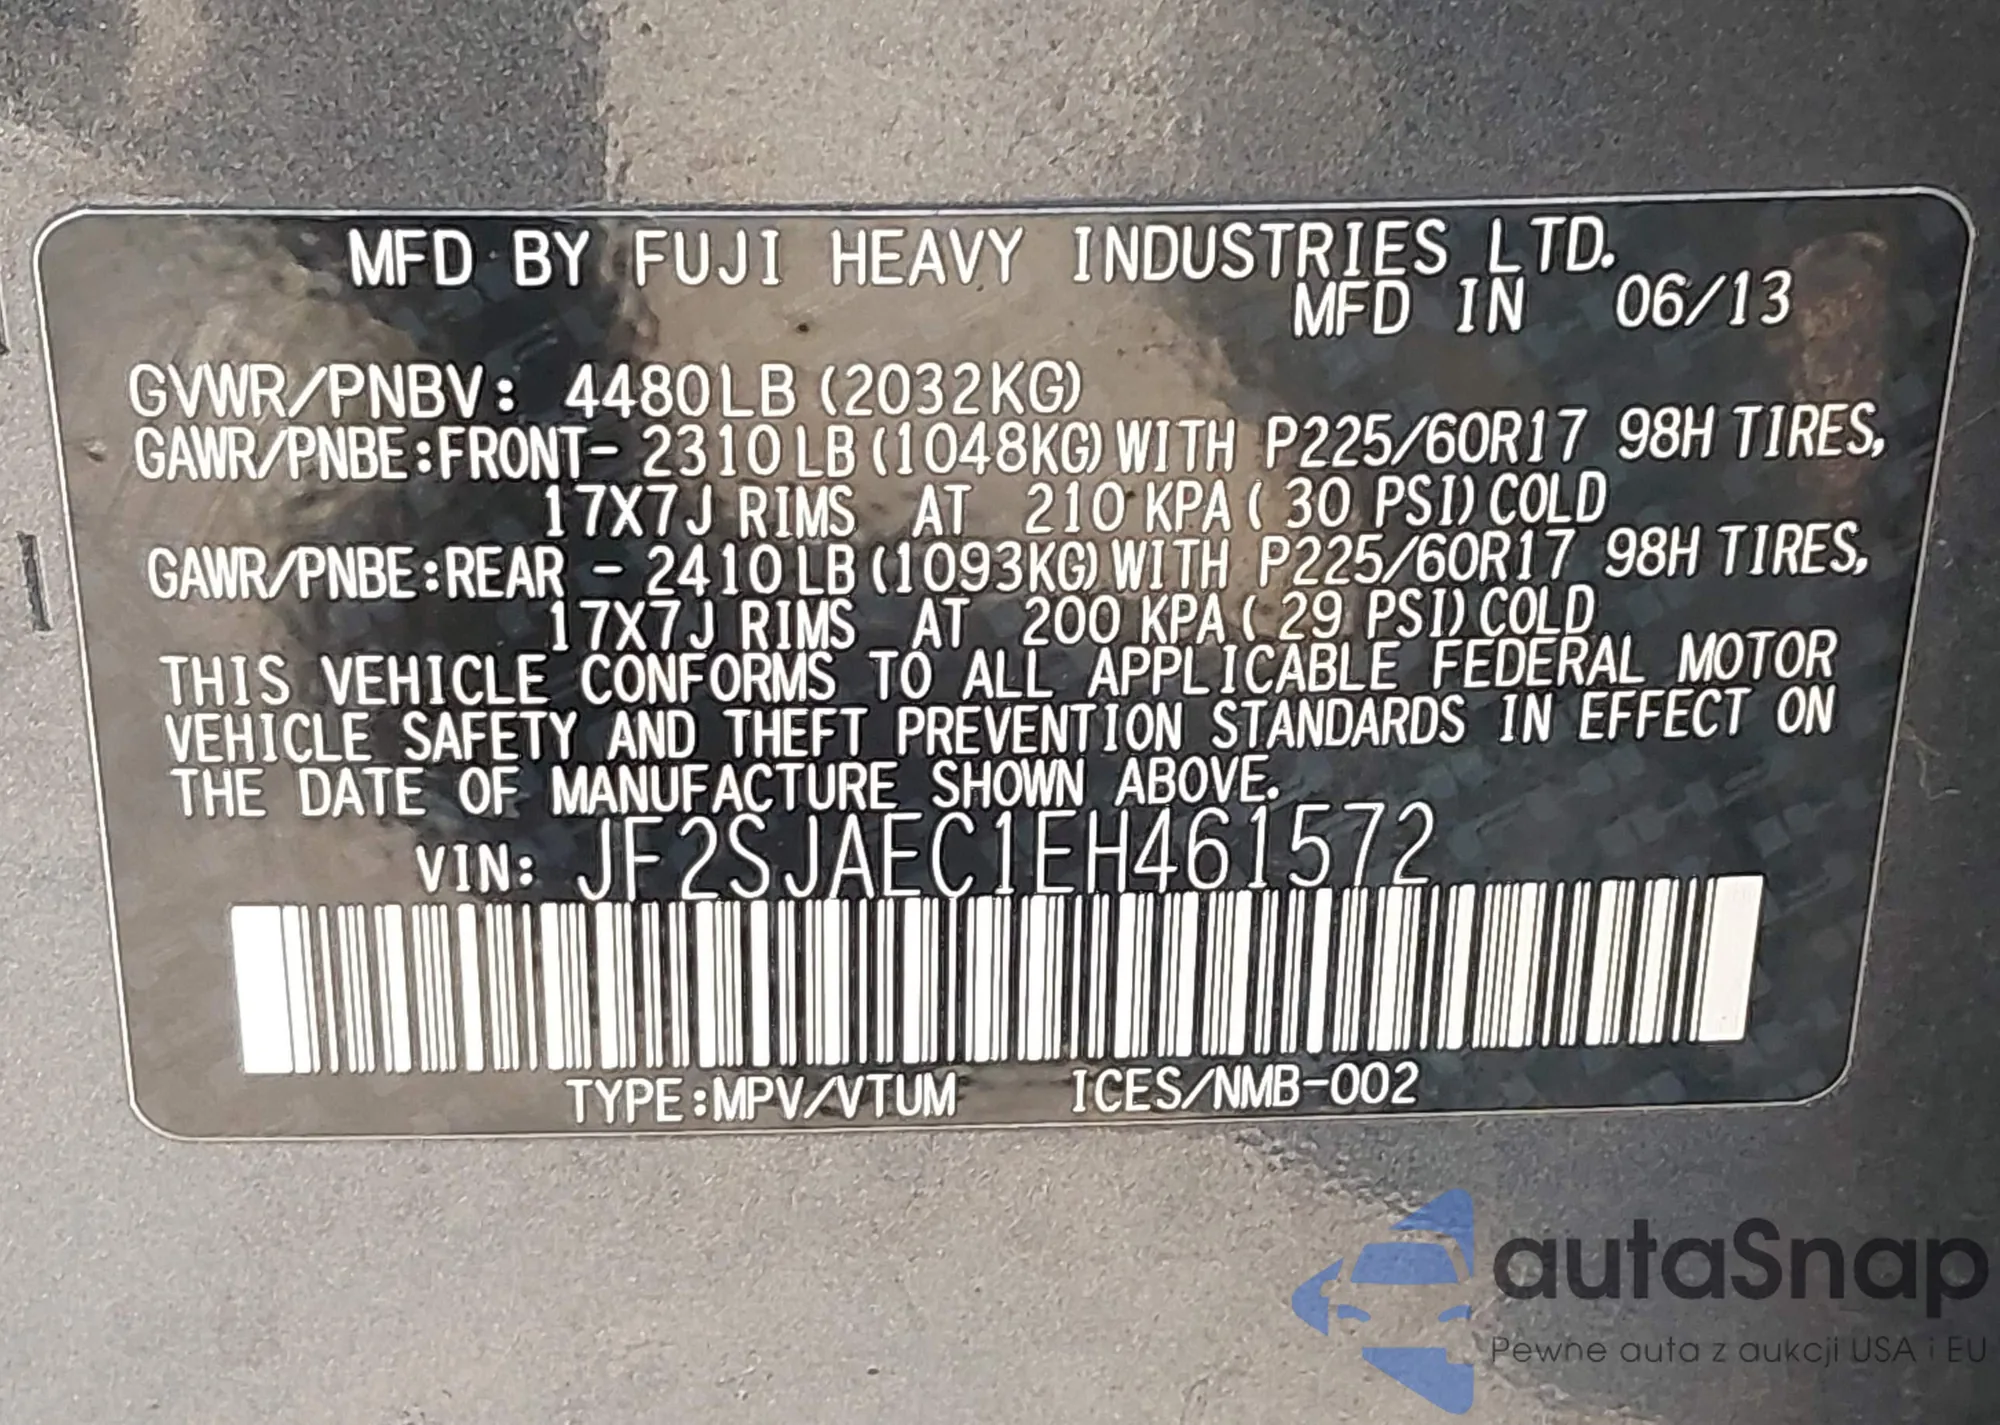 MFD BY FUJI HEAVY INDUSTRIES LTD.
MFD IN 06/13
GVWR/PNBV: 4480LB (2032KG)
GAWR/PNBE:FRONT- 2310LB (1048KG) WITH P225/60R17 98H TIRES,
17X7J RIMS AT 210 KPA ( 30 PSI) COLD
GAWR/PNBE:REAR - 2410LB (1093KG) WITH P225/60R17 98H TIRES,
17X7J RIMS AT 200 KPA ( 29 PSI) COLD
THIS VEHICLE CONFORMS TO ALL APPLICABLE FEDERAL MOTOR
VEHICLE SAFETY AND THEFT PREVENTION STANDARDS IN EFFECT ON
THE DATE OF MANUFACTURE SHOWN ABOVE.
VIN: JF2SJAEC1EH461572
TYPE:MPV/VTUM ICES/NMB-002
autaSnap
Pewne auta z aukcji USA i EU